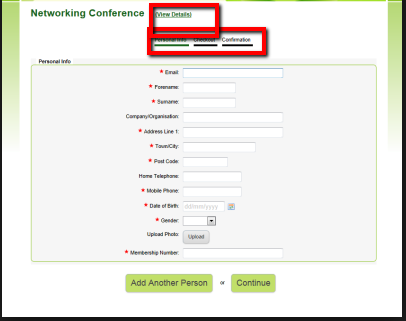 Networking Conference (View Details)
Personal Info Checkout Confirmation
Personal Info
* Email:
* Forename:
* Surname:
Company/Organisation:
* Address Line 1:
* Town/City:
* Post Code:
Home Telephone:
* Mobile Phone:
* Date of Birth: dd/mm/yyyy
* Gender:
Upload Photo: Upload
* Membership Number:
Add Another Person or Continue